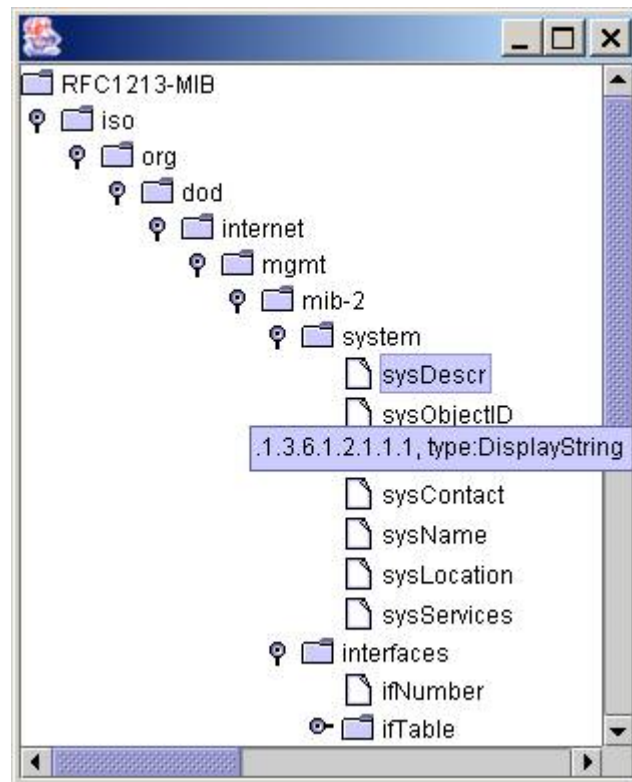 RFC1213-MIB
iso
org
dod
internet
mgmt
mib-2
system
sysDescr
sysObjectID
.1.3.6.1.2.1.1.1, type:DisplayString
sysContact
sysName
sysLocation
sysServices
interfaces
ifNumber
ifTable